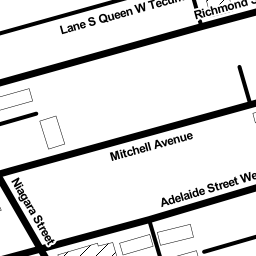 Lane S Queen W Tecum
Richmond S
Mitchell Avenue
Adelaide Street We
Niagara Street